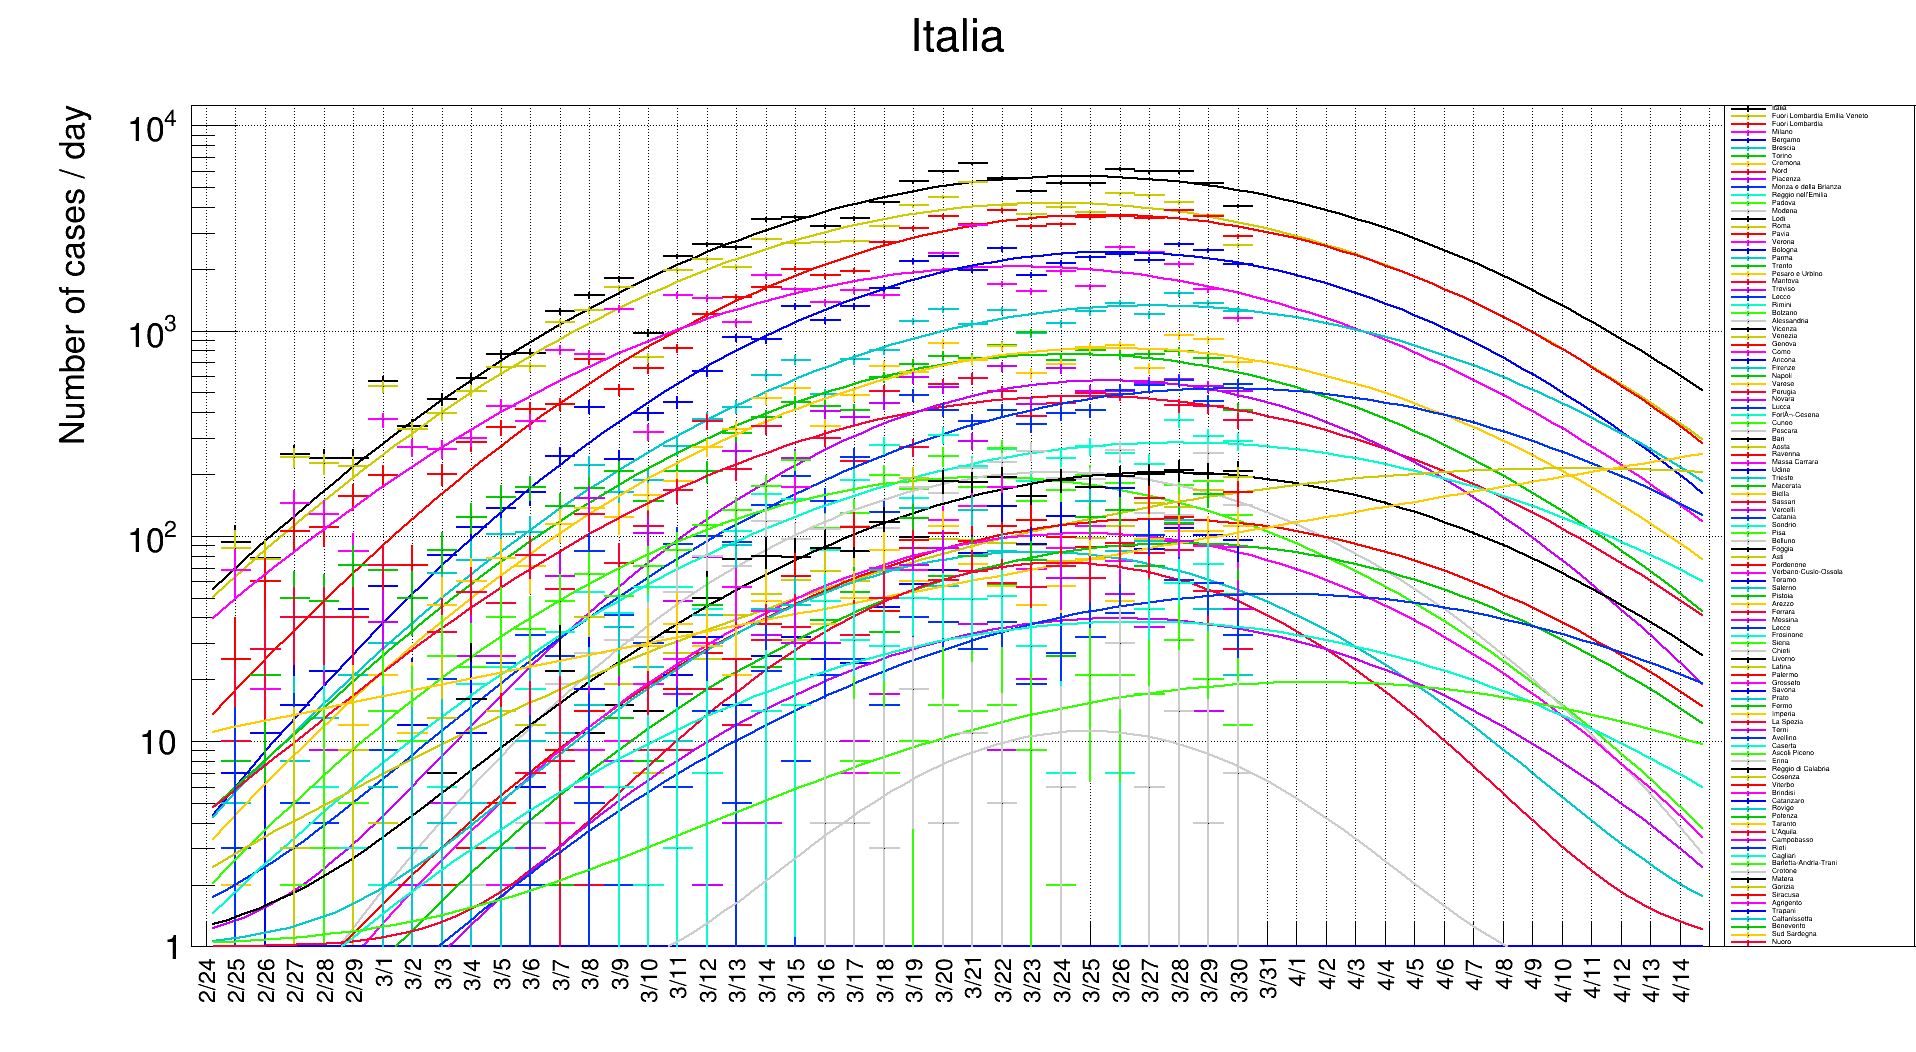 Italia
Number of cases / day
10⁴
10³
10²
10
1
2/24
2/25
2/26
2/27
2/28
2/29
3/1
3/2
3/3
3/4
3/5
3/6
3/7
3/8
3/9
3/10
3/11
3/12
3/13
3/14
3/15
3/16
3/17
3/18
3/19
3/20
3/21
3/22
3/23
3/24
3/25
3/26
3/27
3/28
3/29
3/30
3/31
4/1
4/2
4/3
4/4
4/5
4/6
4/7
4/8
4/9
4/10
4/11
4/12
4/13
4/14
Italia
Fuori Lombardia Emilia Veneto
Fuori Lombardia
Milano
Bergamo
Brescia
Torino
Cremona
Nord
Piacenza
Monza e della Brianza
Reggio nell'Emilia
Padova
Modena
Lodi
Roma
Pavia
Verona
Bologna
Parma
Trento
Pesaro e Urbino
Mantova
Treviso
Lecco
Rimini
Bolzano
Alessandria
Vicenza
Venezia
Genova
Como
Ancona
Firenze
Napoli
Varese
Perugia
Novara
Lucca
Cuneo
Pescara
Bari
Aosta
Ravenna
Massa Carrara
Udine
Trieste
Macerata
Biella
Sassari
Vercelli
Catania
Sondrio
Pisa
Belluno
Foggia
Asti
Pordenone
Verbano-Cusio-Ossola
Teramo
Salerno
Pistoia
Arezzo
Ferrara
Messina
Lecce
Frosinone
Siena
Chieti
Livorno
Latina
Palermo
Grosseto
Savona
Prato
Fermo
Imperia
La Spezia
Terni
Avellino
Caserta
Ascoli Piceno
Enna
Reggio di Calabria
Cosenza
Viterbo
Brindisi
Catanzaro
Rovigo
Potenza
Taranto
L'Aquila
Campobasso
Rieti
Cagliari
Barletta-Andria-Trani
Crotone
Matera
Gorizia
Siracusa
Agrigento
Trapani
Caltanissetta
Benevento
Sud Sardegna
Nuoro